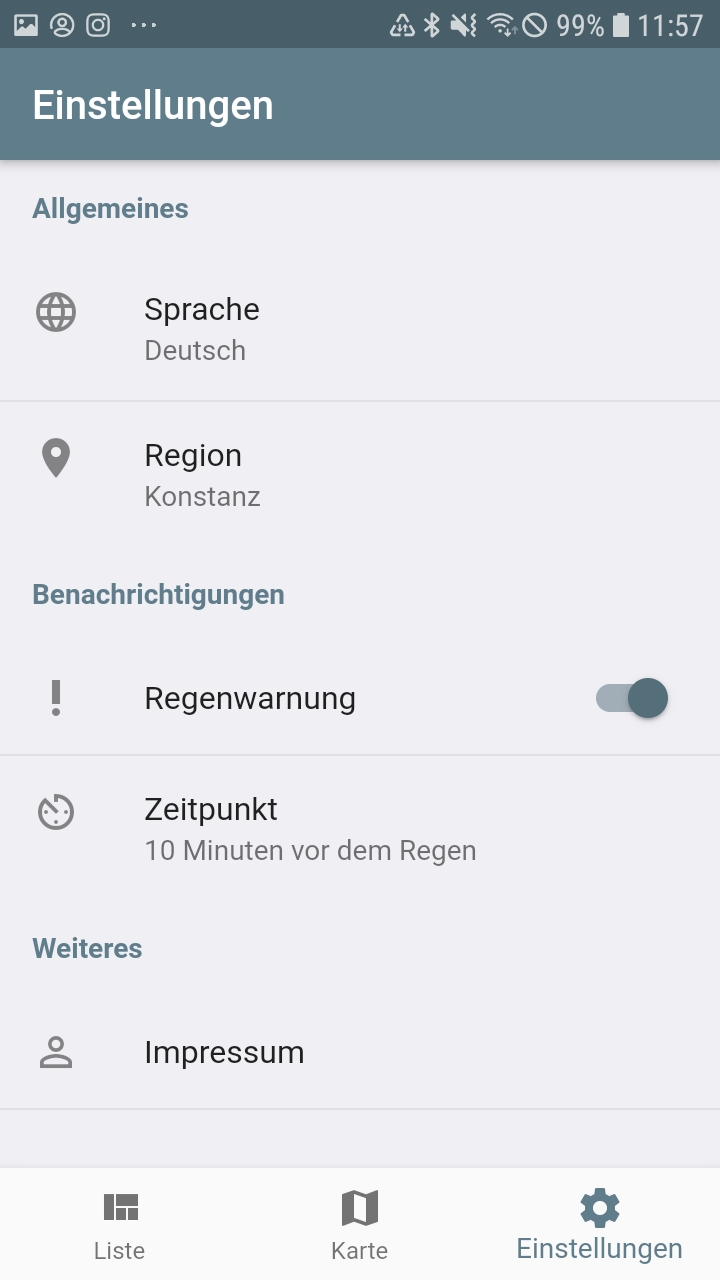 99% 11:57
Einstellungen
Allgemeines
Sprache
Deutsch
Region
Konstanz
Benachrichtigungen
Regenwarnung
Zeitpunkt
10 Minuten vor dem Regen
Weiteres
Impressum
Liste Karte Einstellungen